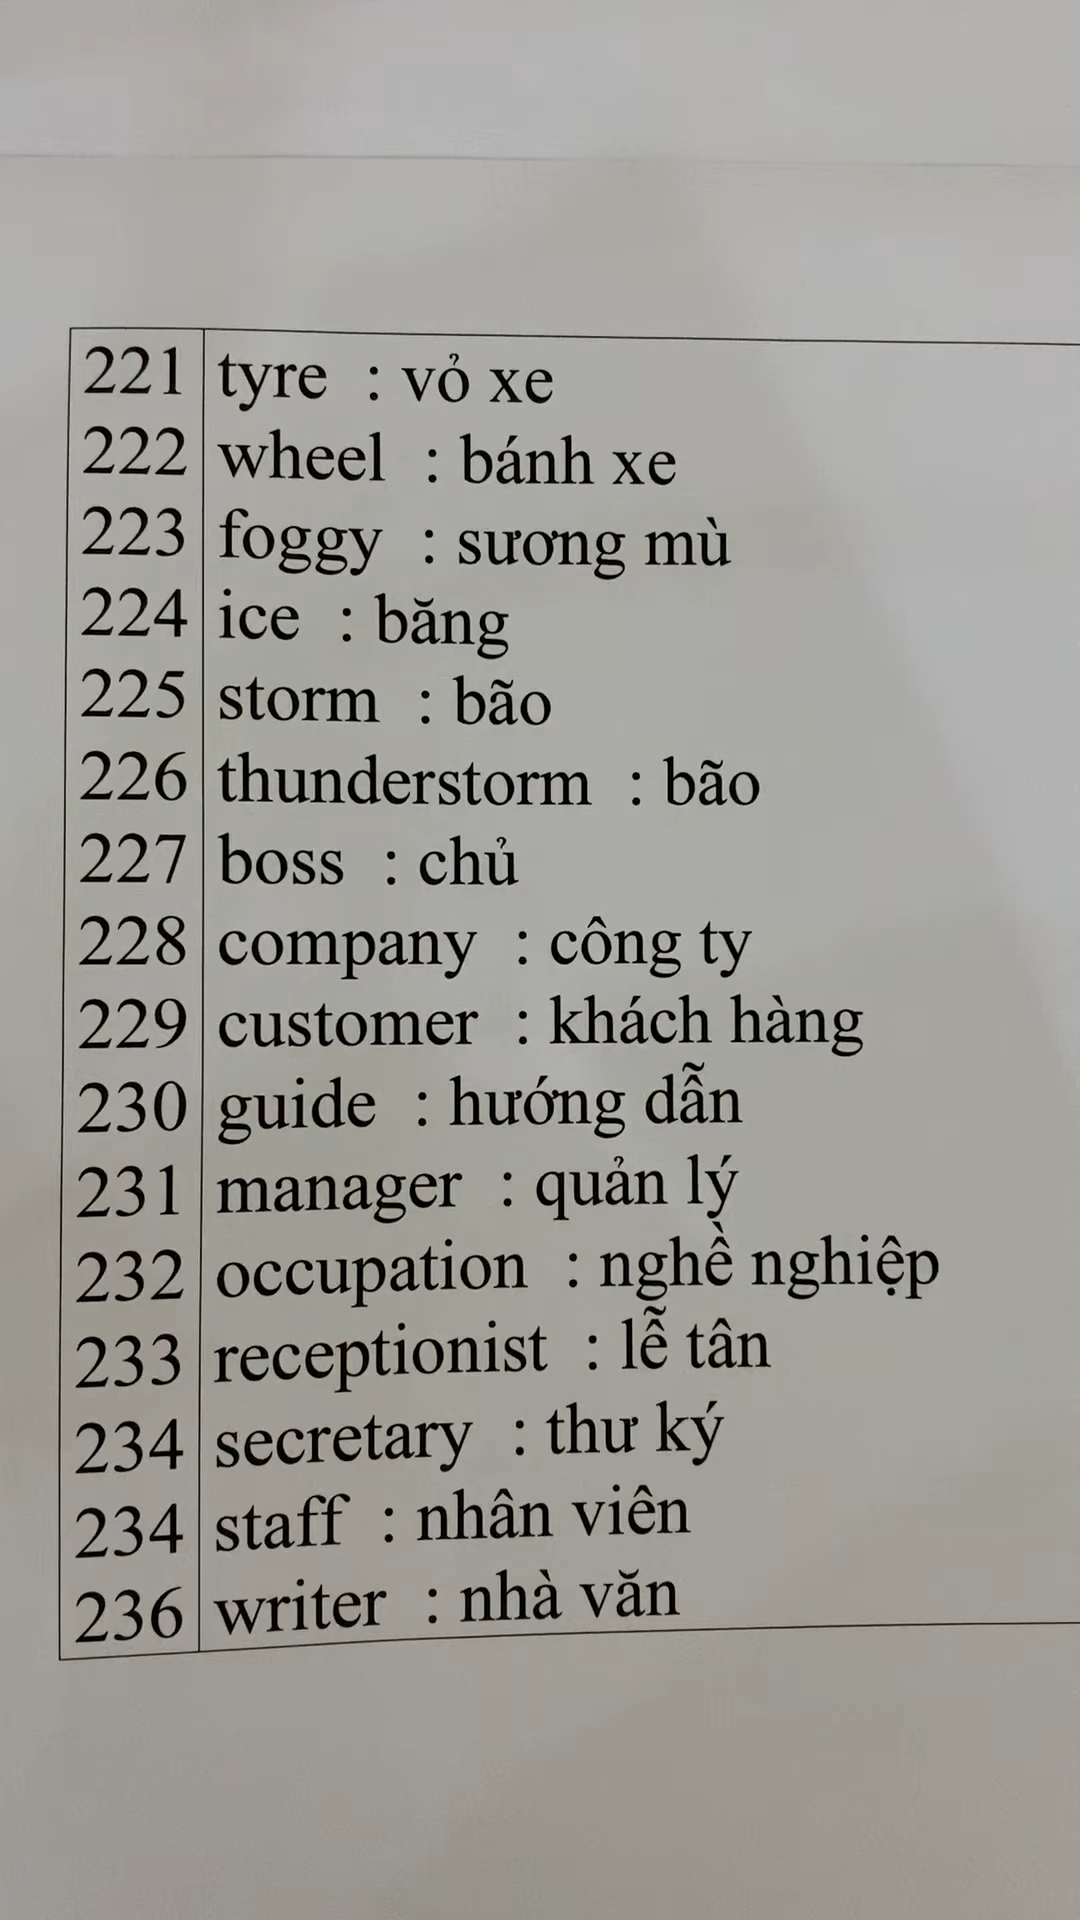 221 tyre : vỏ xe
222 wheel : bánh xe
223 foggy : sương mù
224 ice : băng
225 storm : bão
226 thunderstorm : bão
227 boss : chủ
228 company : công ty
229 customer : khách hàng
230 guide : hướng dẫn
231 manager : quản lý
232 occupation : nghề nghiệp
233 receptionist : lễ tân
234 secretary : thư ký
234 staff : nhân viên
236 writer : nhà văn